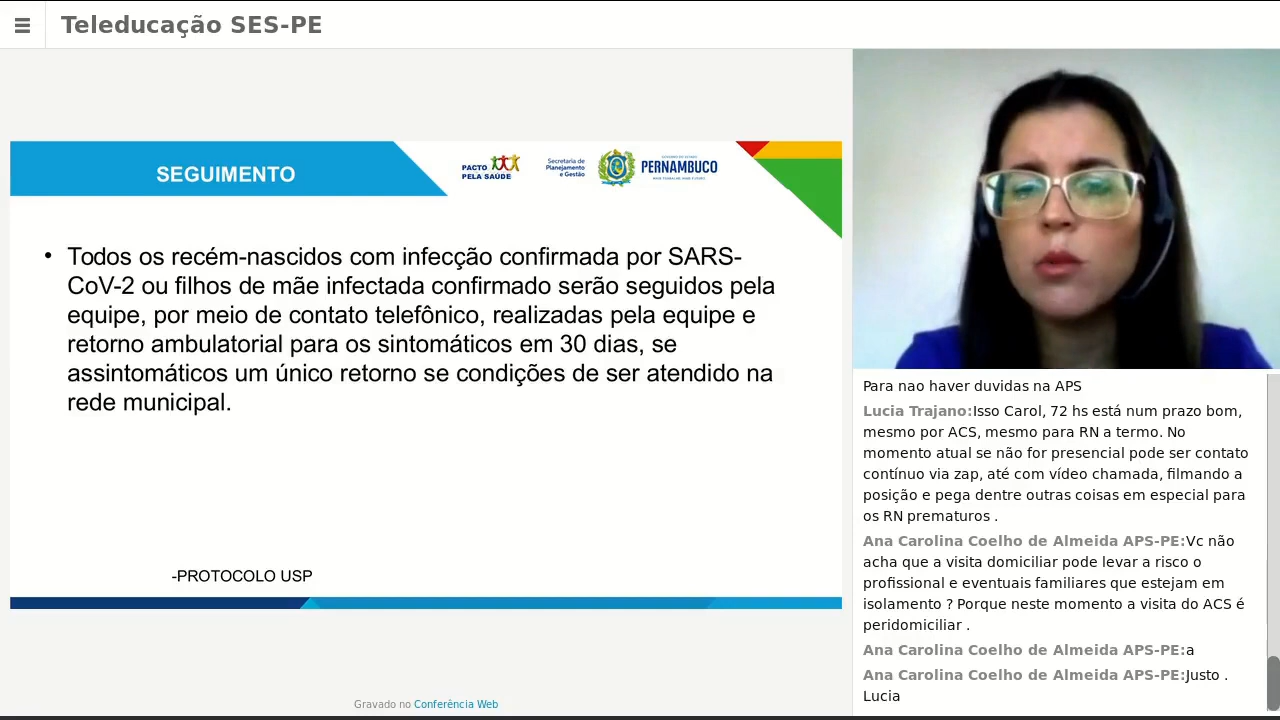 Teleducação SES-PE
SEGUIMENTO
PACTO
PELA SAÚDE
Secretaria de
Planejamento
e Gestão
PERNAMBUCO
• Todos os recém-nascidos com infecção confirmada por SARS-
CoV-2 ou filhos de mãe infectada confirmado serão seguidos pela
equipe, por meio de contato telefônico, realizadas pela equipe e
retorno ambulatorial para os sintomáticos em 30 dias, se
assintomáticos um único retorno se condições de ser atendido na
rede municipal.
-PROTOCOLO USP
Gravado no Conferência Web
Para nao haver duvidas na APS
Lucia Trajano:Isso Carol, 72 hs está num prazo bom,
mesmo por ACS, mesmo para RN a termo. No
momento atual se não for presencial pode ser contato
contínuo via zap, até com vídeo chamada, filmando a
posição e pega dentre outras coisas em especial para
os RN prematuros .
Ana Carolina Coelho de Almeida APS-PE:Vc não
acha que a visita domiciliar pode levar a risco o
profissional e eventuais familiares que estejam em
isolamento ? Porque neste momento a visita do ACS é
peridomiciliar .
Ana Carolina Coelho de Almeida APS-PE:a
Ana Carolina Coelho de Almeida APS-PE:Justo .
Lucia